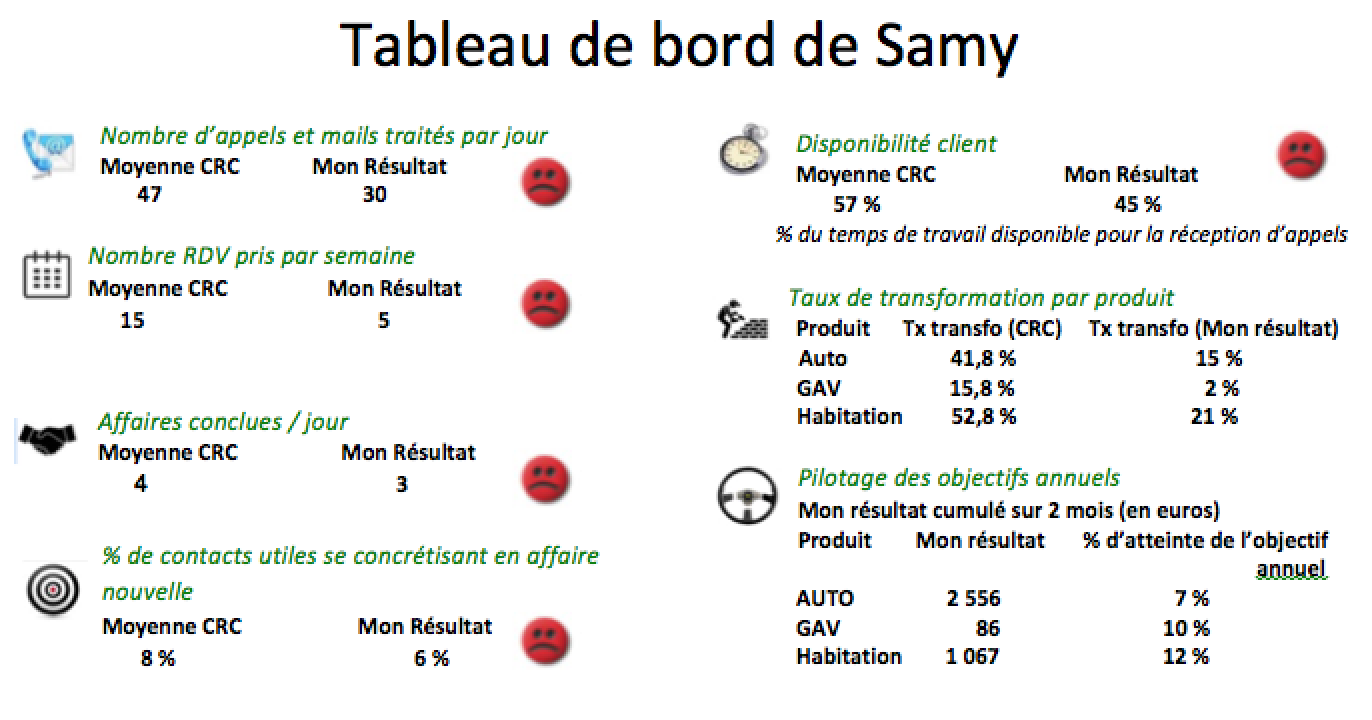 Tableau de bord de Samy
Nombre d'appels et mails traités par jour
Moyenne CRC Mon Résultat
47 30
Nombre RDV pris par semaine
Moyenne CRC Mon Résultat
15 5
Affaires conclues / jour
Moyenne CRC Mon Résultat
4 3
% de contacts utiles se concrétisant en affaire
nouvelle
Moyenne CRC Mon Résultat
8 % 6 %
Disponibilité client
Moyenne CRC Mon Résultat
57 % 45 %
% du temps de travail disponible pour la réception d'appels
Taux de transformation par produit
Produit Tx transfo (CRC) Tx transfo (Mon résultat)
Auto 41,8 % 15 %
GAV 15,8 % 2 %
Habitation 52,8 % 21 %
Pilotage des objectifs annuels
Mon résultat cumulé sur 2 mois (en euros)
Produit Mon résultat % d'atteinte de l'objectif
annuel
AUTO 2 556 7 %
GAV 86 10 %
Habitation 1 067 12 %